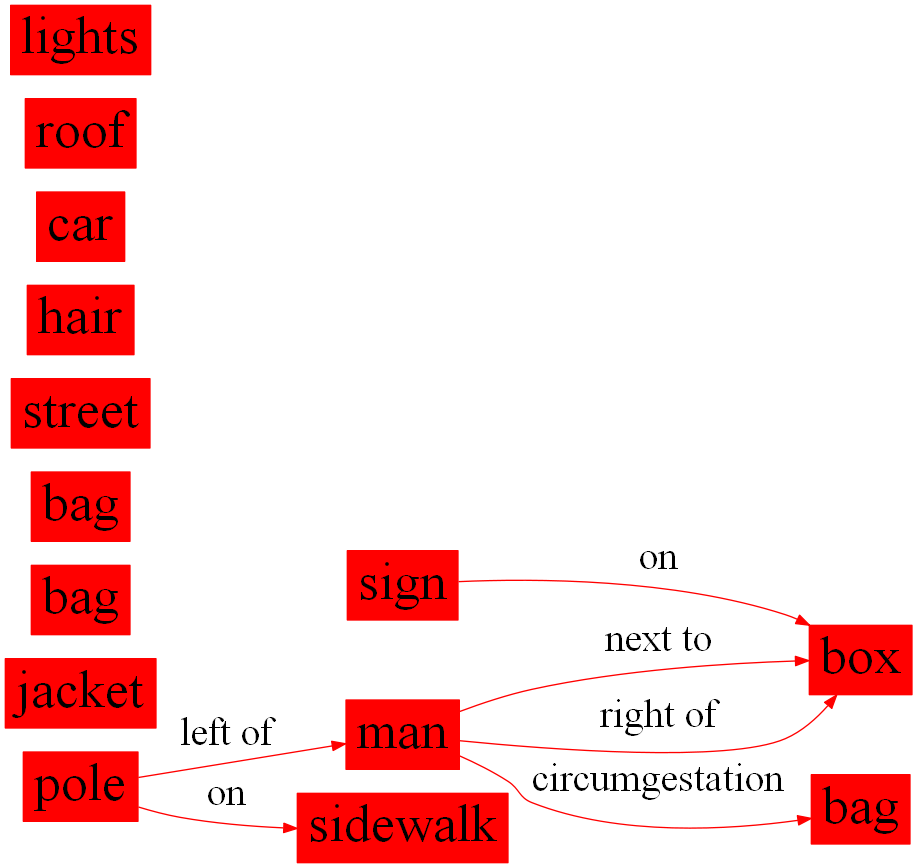 lights
roof
car
hair
street
bag
bag
jacket
pole
left of
on
sign
man
sidewalk
on
next to
right of
circumgestation
box
bag